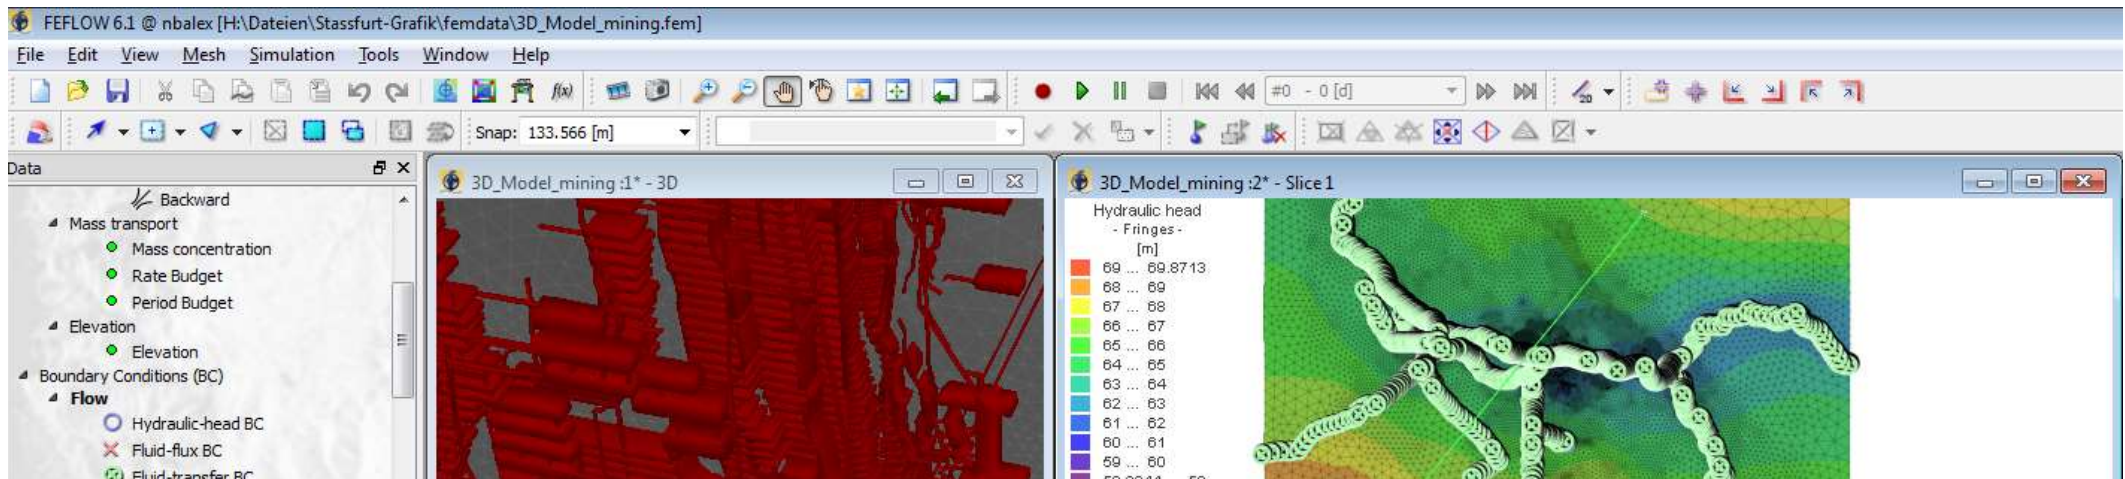 FEFLOW 6.1 @ nbalex [H:\Dateien\Stassfurt-Grafik\femdata\3D_Model_mining.fem]
File Edit View Mesh Simulation Tools Window Help
f(x) #0 - 0 [d] 20
Snap: 133.566 [m]
Data
Backward
Mass transport
Mass concentration
Rate Budget
Period Budget
Elevation
Elevation
Boundary Conditions (BC)
Flow
Hydraulic-head BC
Fluid-flux BC
Fluid-transfer BC
3D_Model_mining :1* - 3D
3D_Model_mining :2* - Slice 1
Hydraulic head
- Fringes -
[m]
69 ... 69.8713
68 ... 69
67 ... 68
66 ... 67
65 ... 66
64 ... 65
63 ... 64
62 ... 63
61 ... 62
60 ... 61
59 ... 60